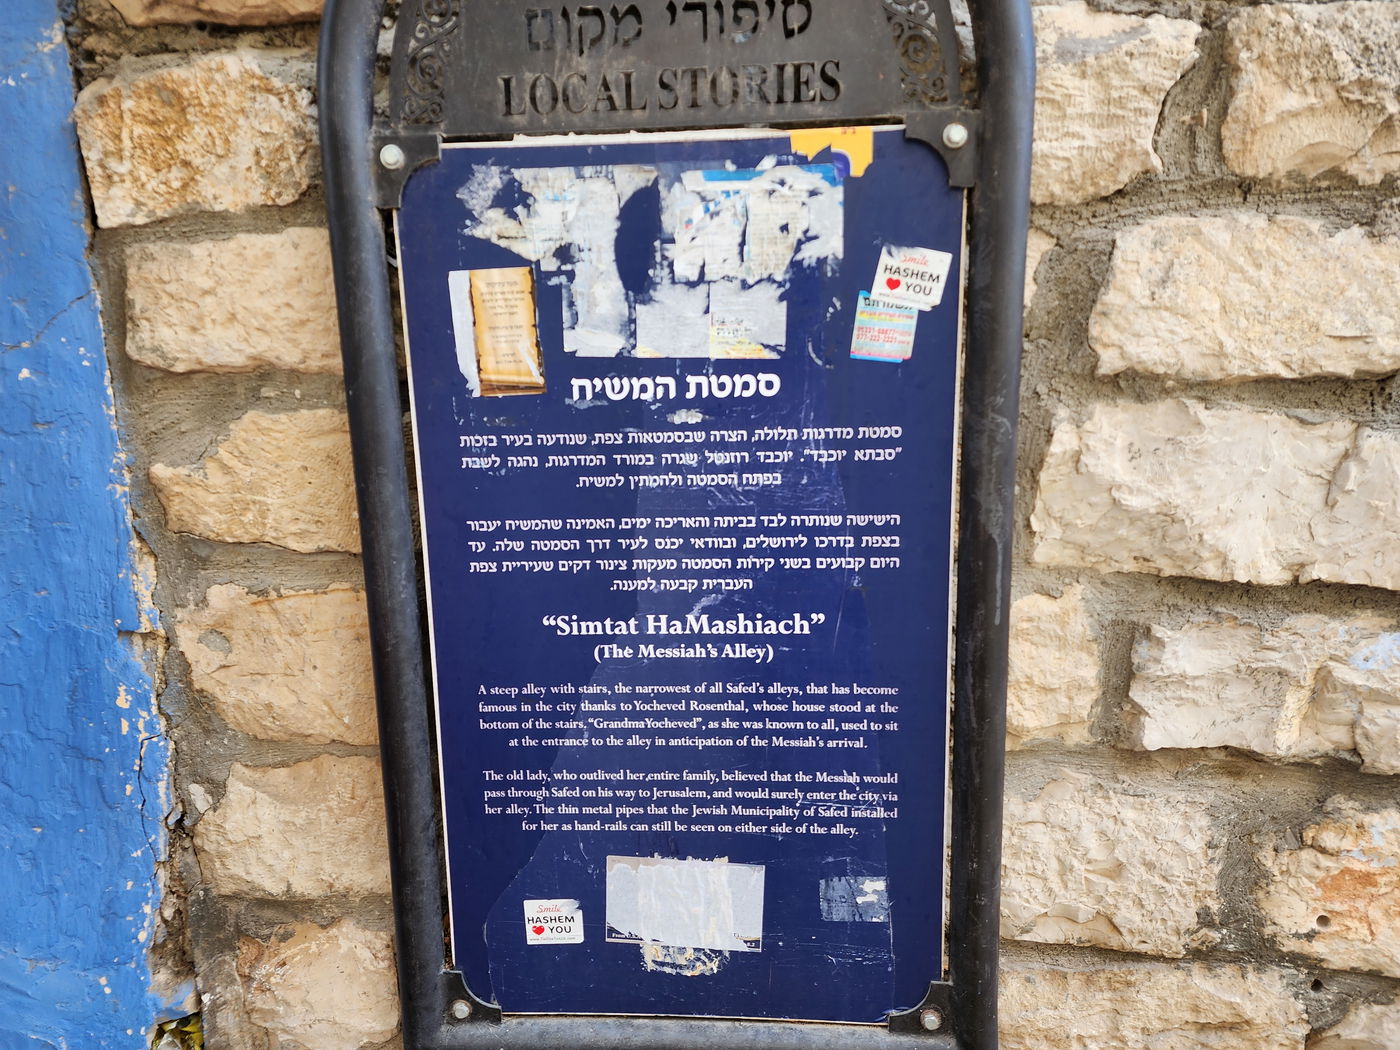 סיפורי מקום
LOCAL STORIES
Smile
HASHEM
YOU
סמטת המשיח
סמטת מדרגות תלולה, הצרה שבסמטאות צפת, שנודעה בעיר בזכות
"סבתא יוכבד". יוכבד רוזנטל שגרה במורד המדרגות, נהגה לשבת
בפתח הסמטה ולהמתין למשיח.
הישישה שנותרה לבד בביתה והאריכה ימים, האמינה שהמשיח יעבור
בצפת בדרכו לירושלים, ובוודאי יכנס לעיר דרך הסמטה שלה. עד
היום קבועים בשני קירות הסמטה מעקות צינור דקים שעיריית צפת
העברית קבעה למענה.
“Simtat HaMashiach”
(The Messiah’s Alley)
A steep alley with stairs, the narrowest of all Safed’s alleys, that has become
famous in the city thanks to Yocheved Rosenthal, whose house stood at the
bottom of the stairs. “Grandma Yocheved”, as she was known to all, used to sit
at the entrance to the alley in anticipation of the Messiah’s arrival.
The old lady, who outlived her entire family, believed that the Messiah would
pass through Safed on his way to Jerusalem, and would surely enter the city via
her alley. The thin metal pipes that the Jewish Municipality of Safed installed
for her as hand-rails can still be seen on either side of the alley.
Smile
HASHEM
YOU